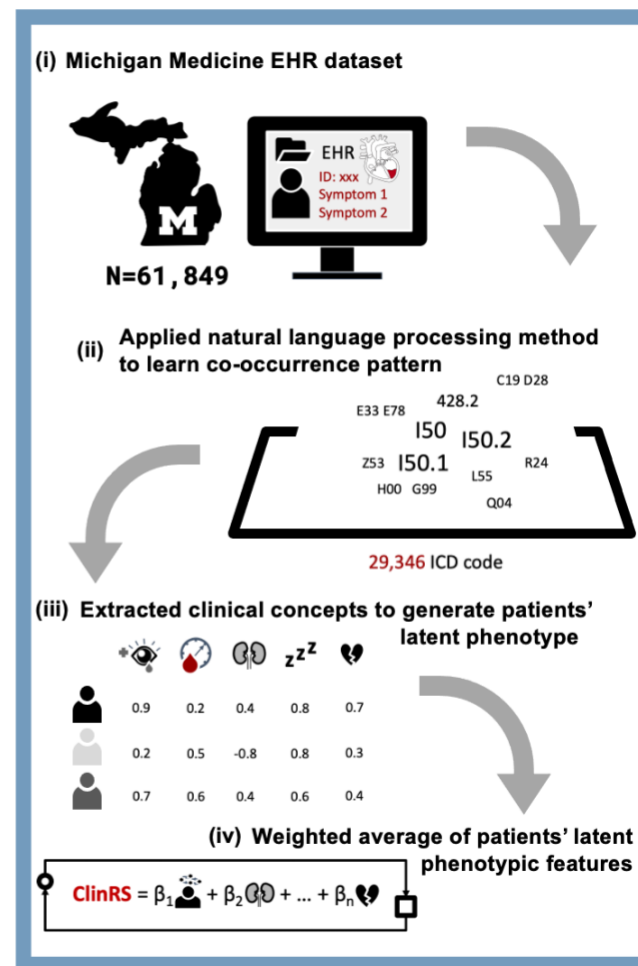 (i) Michigan Medicine EHR dataset
EHR
ID: xxx
Symptom 1
Symptom 2
M
N=61,849
(ii) Applied natural language processing method
to learn co-occurrence pattern
C19 D28
428.2
E33 E78
I50
I50.2
Z53
I50.1
R24
L55
H00 G99
Q04
29,346 ICD code
(iii) Extracted clinical concepts to generate patients’
latent phenotype
zzz
0.9 0.2 0.4 0.8 0.7
0.2 0.5 -0.8 0.8 0.3
0.7 0.6 0.4 0.6 0.4
(iv) Weighted average of patients’ latent
phenotypic features
ClinRS = β1 + β2 + ... + βn